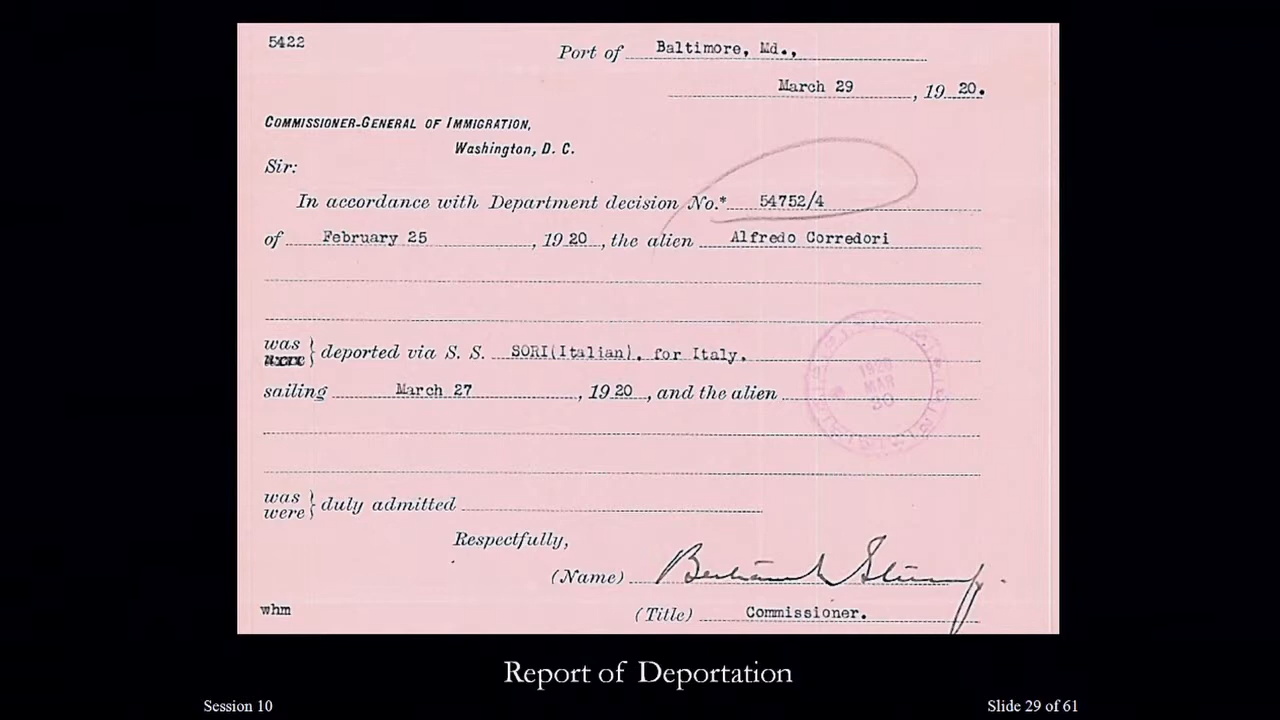 5422
Port of Baltimore, Md.,
March 29, 19 20.
COMMISSIONER-GENERAL OF IMMIGRATION,
Washington, D. C.
Sir:
In accordance with Department decision No.* 54752/4
of February 25, 19 20, the alien Alfredo Corredori
was
deported via S. S. SORI(Italian), for Italy.
sailing March 27, 19 20, and the alien
1920
MAR
30
was
were
duly admitted
Respectfully,
(Name)
whm
(Title) Commissioner.
Report of Deportation
Session 10
Slide 29 of 61